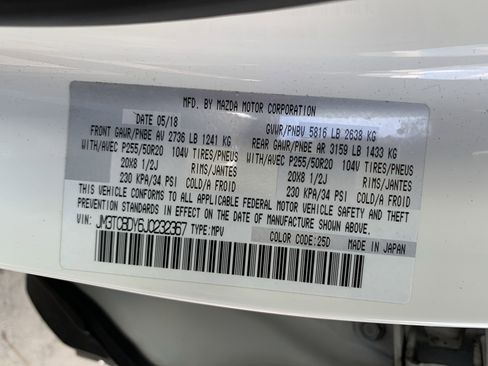 MFD. BY MAZDA MOTOR CORPORATION
DATE 05/18
GVWR/PNBV 5816 LB 2638 KG
FRONT GAWR/PNBE AV 2736 LB 1241 KG
REAR GAWR/PNBE AR 3159 LB 1433 KG
WITH/AVEC P255/50R20 104V TIRES/PNEUS
WITH/AVEC P255/50R20 104V TIRES/PNEUS
20X8 1/2J RIMS/JANTES
20X8 1/2J RIMS/JANTES
230 KPA/34 PSI COLD/A FROID
230 KPA/34 PSI COLD/A FROID
THIS VEHICLE CONFORMS TO ALL APPLICABLE FEDERAL MOTOR VEHICLE SAFETY AND THEFT
PREVENTION STANDARDS IN EFFECT ON THE DATE OF MANUFACTURE SHOWN ABOVE.
VIN: JM3TCBDY6J0232367 TYPE:MPV
COLOR CODE:25D
MADE IN JAPAN